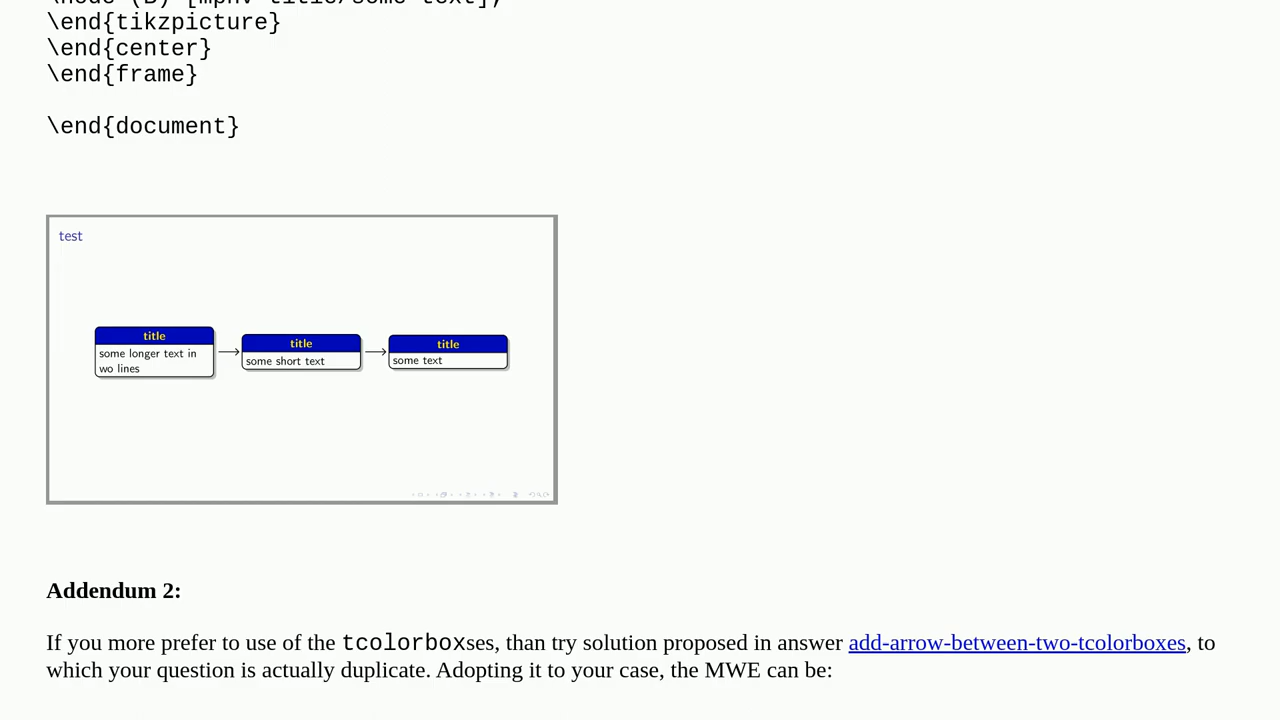 \end{tikzpicture}
\end{center}
\end{frame}
\end{document}
test
title
some longer text in
wo lines
title
some short text
title
some text
Addendum 2:
If you more prefer to use of the tcolorboxses, than try solution proposed in answer add-arrow-between-two-tcolorboxes, to
which your question is actually duplicate. Adopting it to your case, the MWE can be: